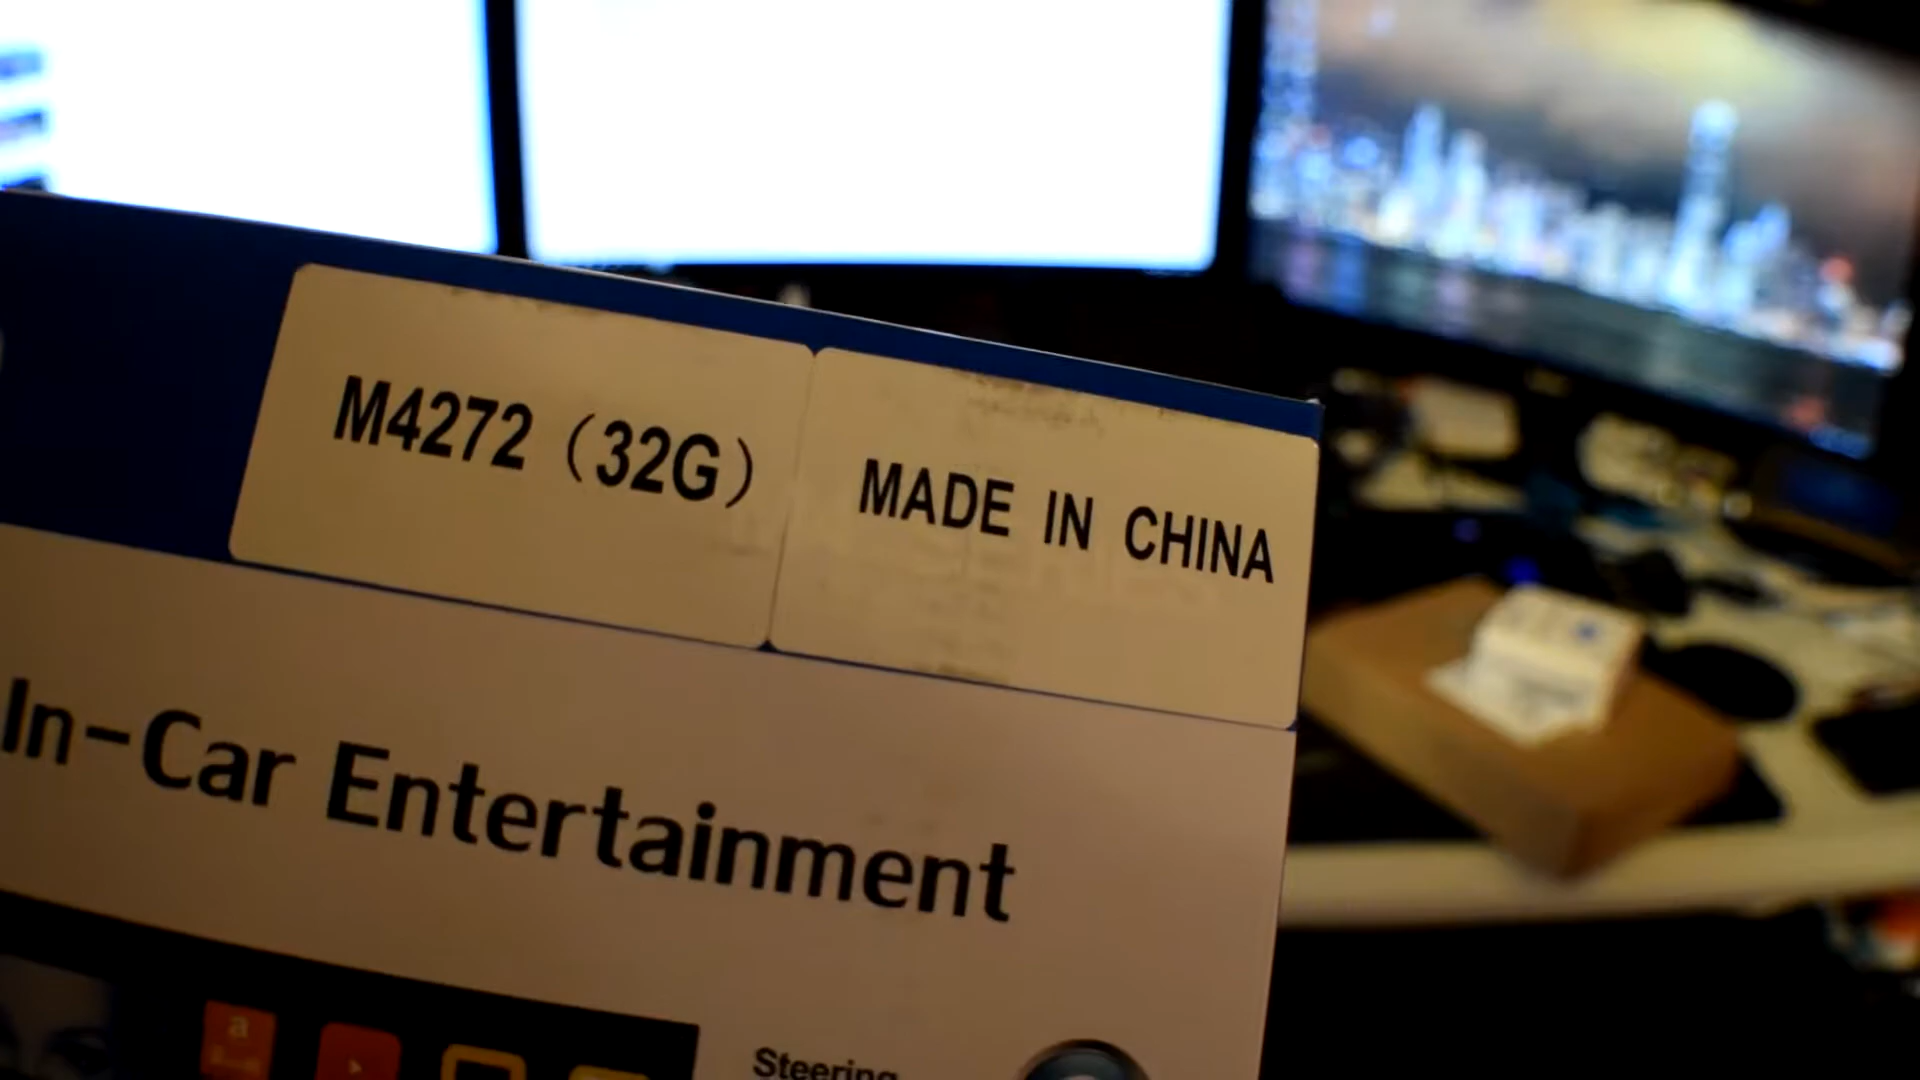 M4272（32G）
MADE IN CHINA
In-Car Entertainment
a
Steering